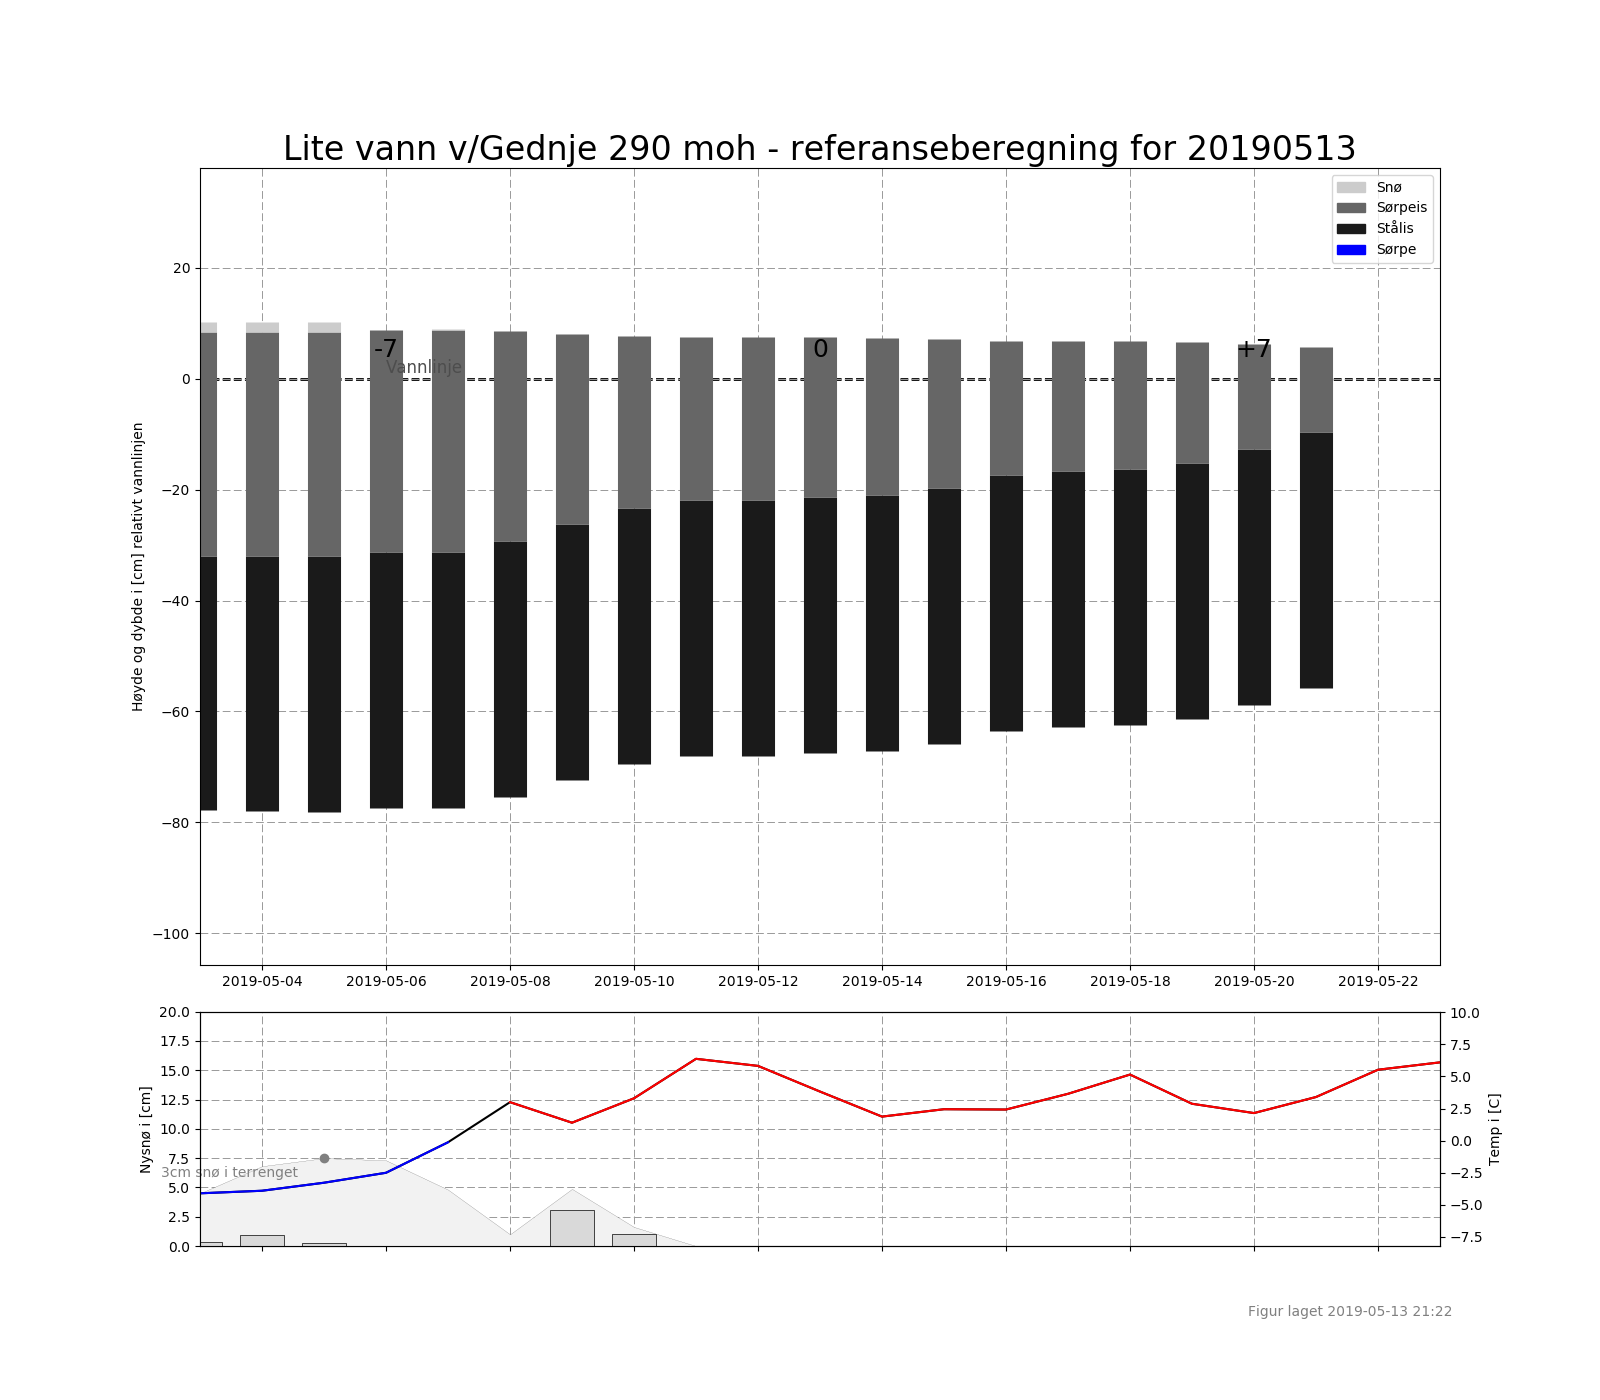 Lite vann v/Gednje 290 moh - referanseberegning for 20190513
Snø
Sørpeis
Stålis
Sørpe
Høyde og dybde i [cm] relativt vannlinjen
20
0
−20
−40
−60
−80
−100
-7
0
+7
Vannlinje
2019-05-04 2019-05-06 2019-05-08 2019-05-10 2019-05-12 2019-05-14 2019-05-16 2019-05-18 2019-05-20 2019-05-22
Nysnø i [cm]
20.0
17.5
15.0
12.5
10.0
7.5
5.0
2.5
0.0
3cm snø i terrenget
10.0
7.5
5.0
2.5
0.0
−2.5
−5.0
−7.5
Temp i [C]
Figur laget 2019-05-13 21:22